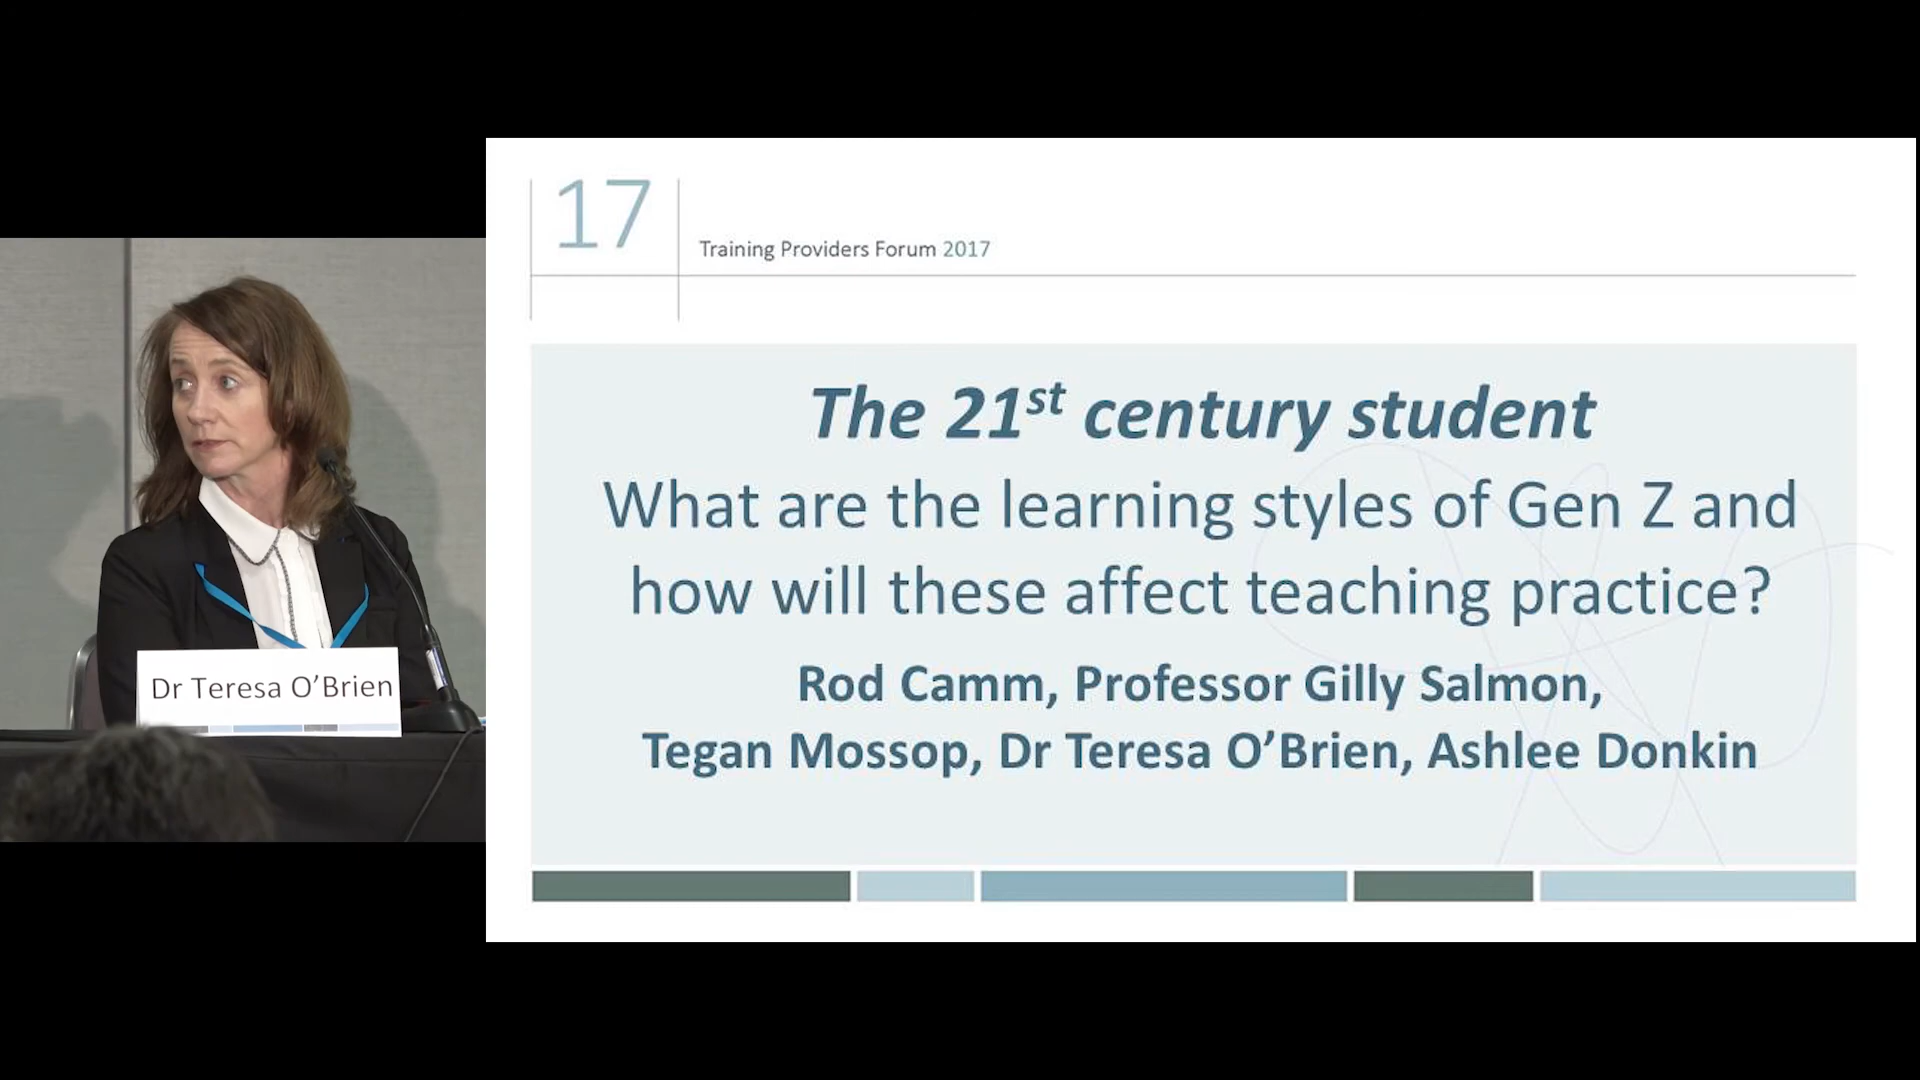 17
Training Providers Forum 2017
The 21st century student
What are the learning styles of Gen Z and
how will these affect teaching practice?
Rod Camm, Professor Gilly Salmon,
Tegan Mossop, Dr Teresa O’Brien, Ashlee Donkin
Dr Teresa O’Brien